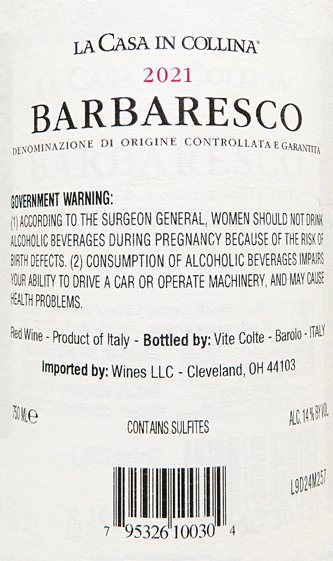 LA CASA IN COLLINA®
2021
BARBARESCO
DENOMINAZIONE DI ORIGINE CONTROLLATA E GARANTITA
GOVERNMENT WARNING:
(1) ACCORDING TO THE SURGEON GENERAL, WOMEN SHOULD NOT DRINK
ALCOHOLIC BEVERAGES DURING PREGNANCY BECAUSE OF THE RISK OF
BIRTH DEFECTS. (2) CONSUMPTION OF ALCOHOLIC BEVERAGES IMPAIRS
YOUR ABILITY TO DRIVE A CAR OR OPERATE MACHINERY, AND MAY CAUSE
HEALTH PROBLEMS.
Red Wine - Product of Italy - Bottled by: Vite Colte - Barolo - ITALY
Imported by: Wines LLC - Cleveland, OH 44103
750 ML℮
CONTAINS SULFITES
ALC. 14 % BY VOL
L9D24M257
7 95326 10030 4